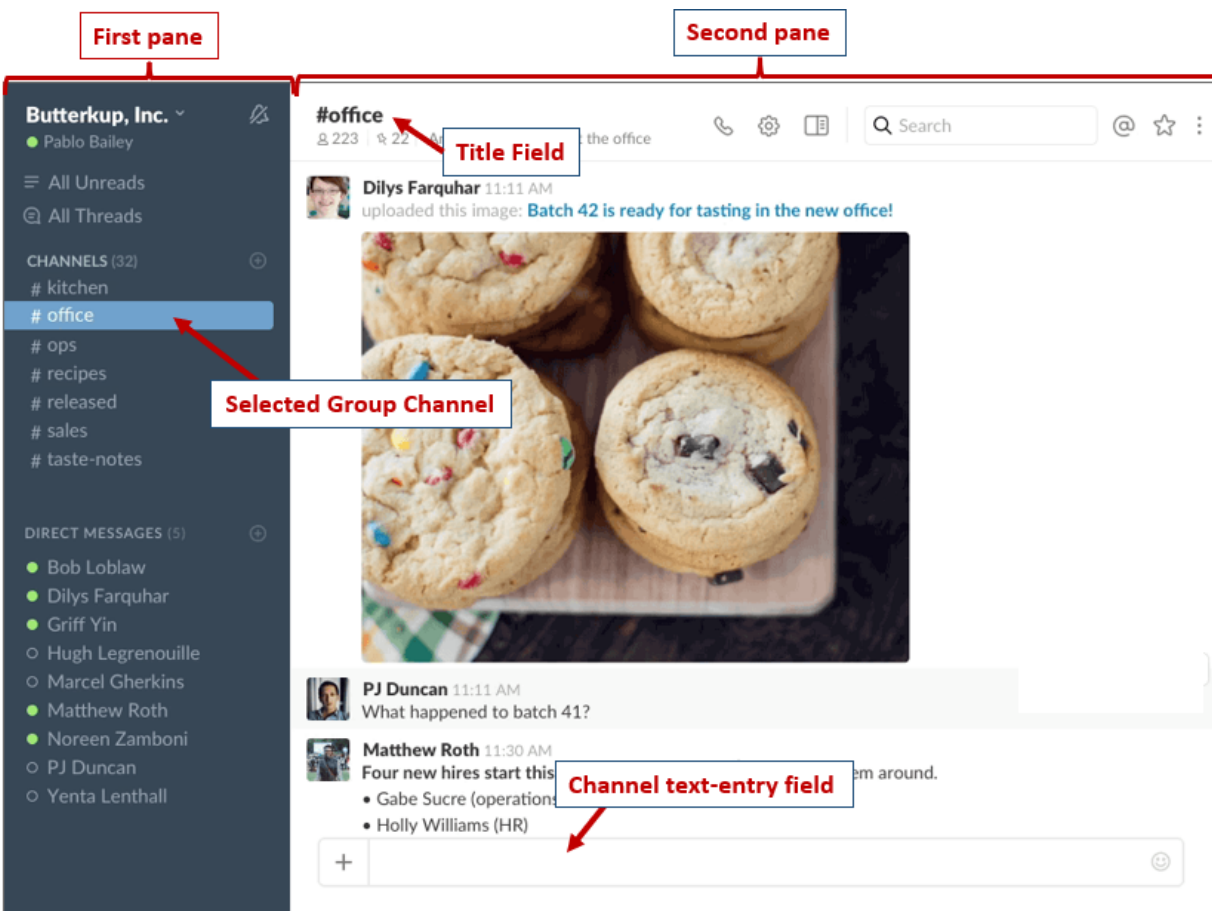 First pane
Second pane
Butterkup, Inc.
Pablo Bailey
All Unreads
All Threads
CHANNELS (32)
# kitchen
# office
# ops
# recipes
# released
# sales
# taste-notes
Selected Group Channel
DIRECT MESSAGES (5)
Bob Loblaw
Dilys Farquhar
Griff Yin
Hugh Legrenouille
Marcel Gherkins
Matthew Roth
Noreen Zamboni
PJ Duncan
Yenta Lenthall
#office
223 22 the office
Title Field
Search
Dilys Farquhar 11:11 AM
uploaded this image: Batch 42 is ready for tasting in the new office!
PJ Duncan 11:11 AM
What happened to batch 41?
Matthew Roth 11:30 AM
Four new hires start this around.
• Gabe Sucre (operations
• Holly Williams (HR)
Channel text-entry field